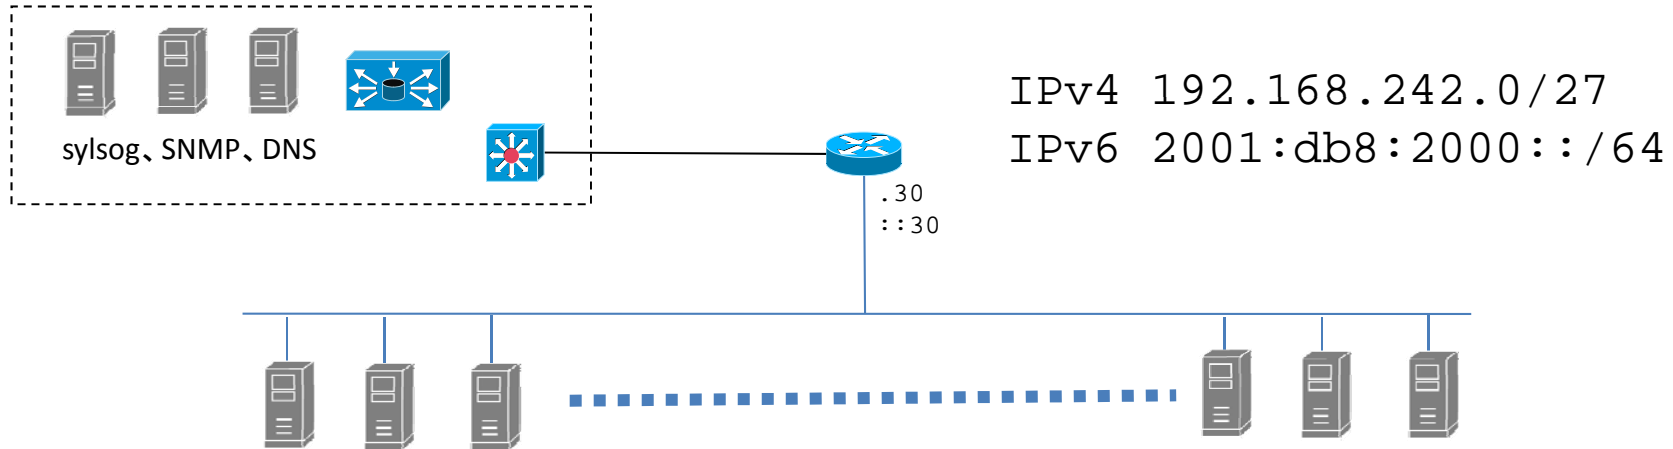 sylsog、SNMP、DNS
IPv4 192.168.242.0/27
IPv6 2001:db8:2000::/64
.30
::30